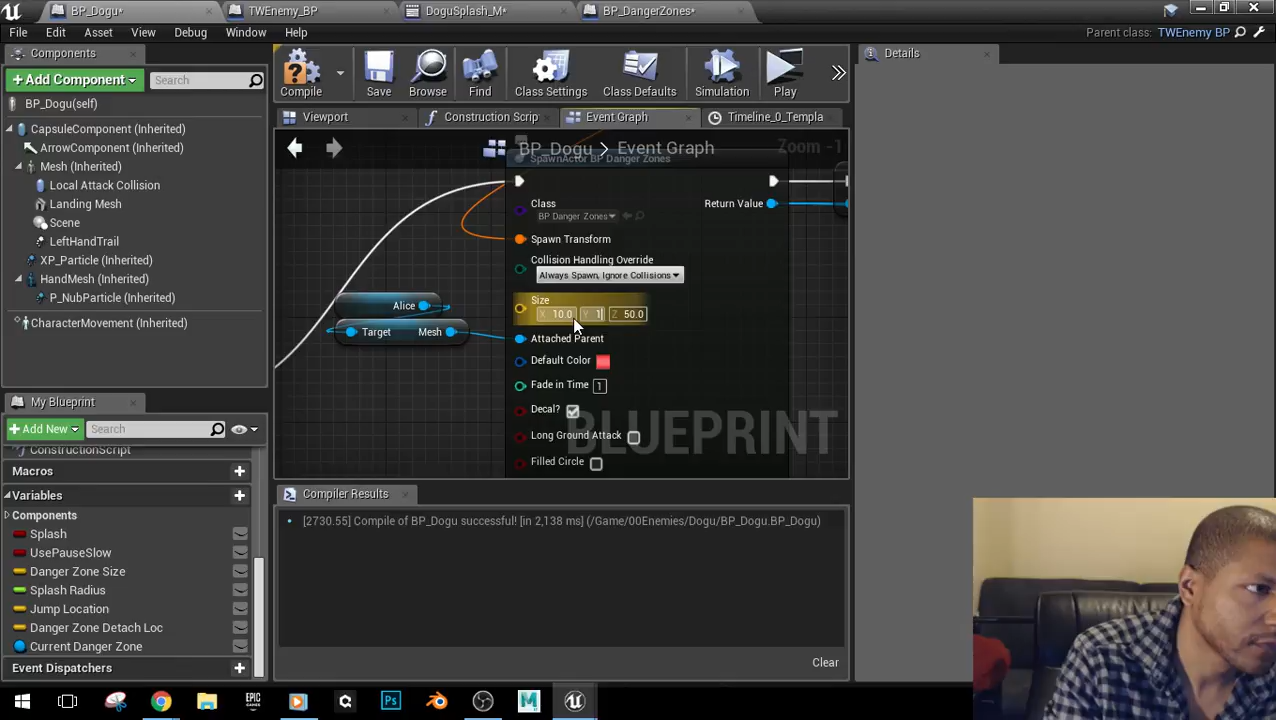 BP_Dogu*
TWEnemy_BP
DoguSplash_M*
BP_DangerZones*
File
Edit
Asset
View
Debug
Window
Help
Parent class: TWEnemy BP
Components
+Add Component
Search
BP_Dogu(self)
CapsuleComponent (Inherited)
ArrowComponent (Inherited)
Mesh (Inherited)
Local Attack Collision
Landing Mesh
Scene
LeftHandTrail
XP_Particle (Inherited)
HandMesh (Inherited)
P_NubParticle (Inherited)
CharacterMovement (Inherited)
My Blueprint
+Add New
Search
ConstructionScript
Macros
Variables
Components
Splash
UsePauseSlow
Danger Zone Size
Splash Radius
Jump Location
Danger Zone Detach Loc
Current Danger Zone
Event Dispatchers
Compile
Save
Browse
Find
Class Settings
Class Defaults
Simulation
Play
Viewport
Construction Scrip
Event Graph
Timeline_0_Templa
BP_Dogu > Event Graph
Zoom -1
SpawnActor BP Danger Zones
Class
BP Danger Zones
Return Value
Spawn Transform
Collision Handling Override
Always Spawn, Ignore Collisions
Size
X 10.0 Y 1 Z 50.0
Alice
Target
Mesh
Attached Parent
Default Color
Fade in Time 1
Decal?
Long Ground Attack
Filled Circle
BLUEPRINT
Compiler Results
[2730.55] Compile of BP_Dogu successful! [in 2,138 ms] (/Game/00Enemies/Dogu/BP_Dogu.BP_Dogu)
Clear
Details
EPIC
GAMES
Ps
M